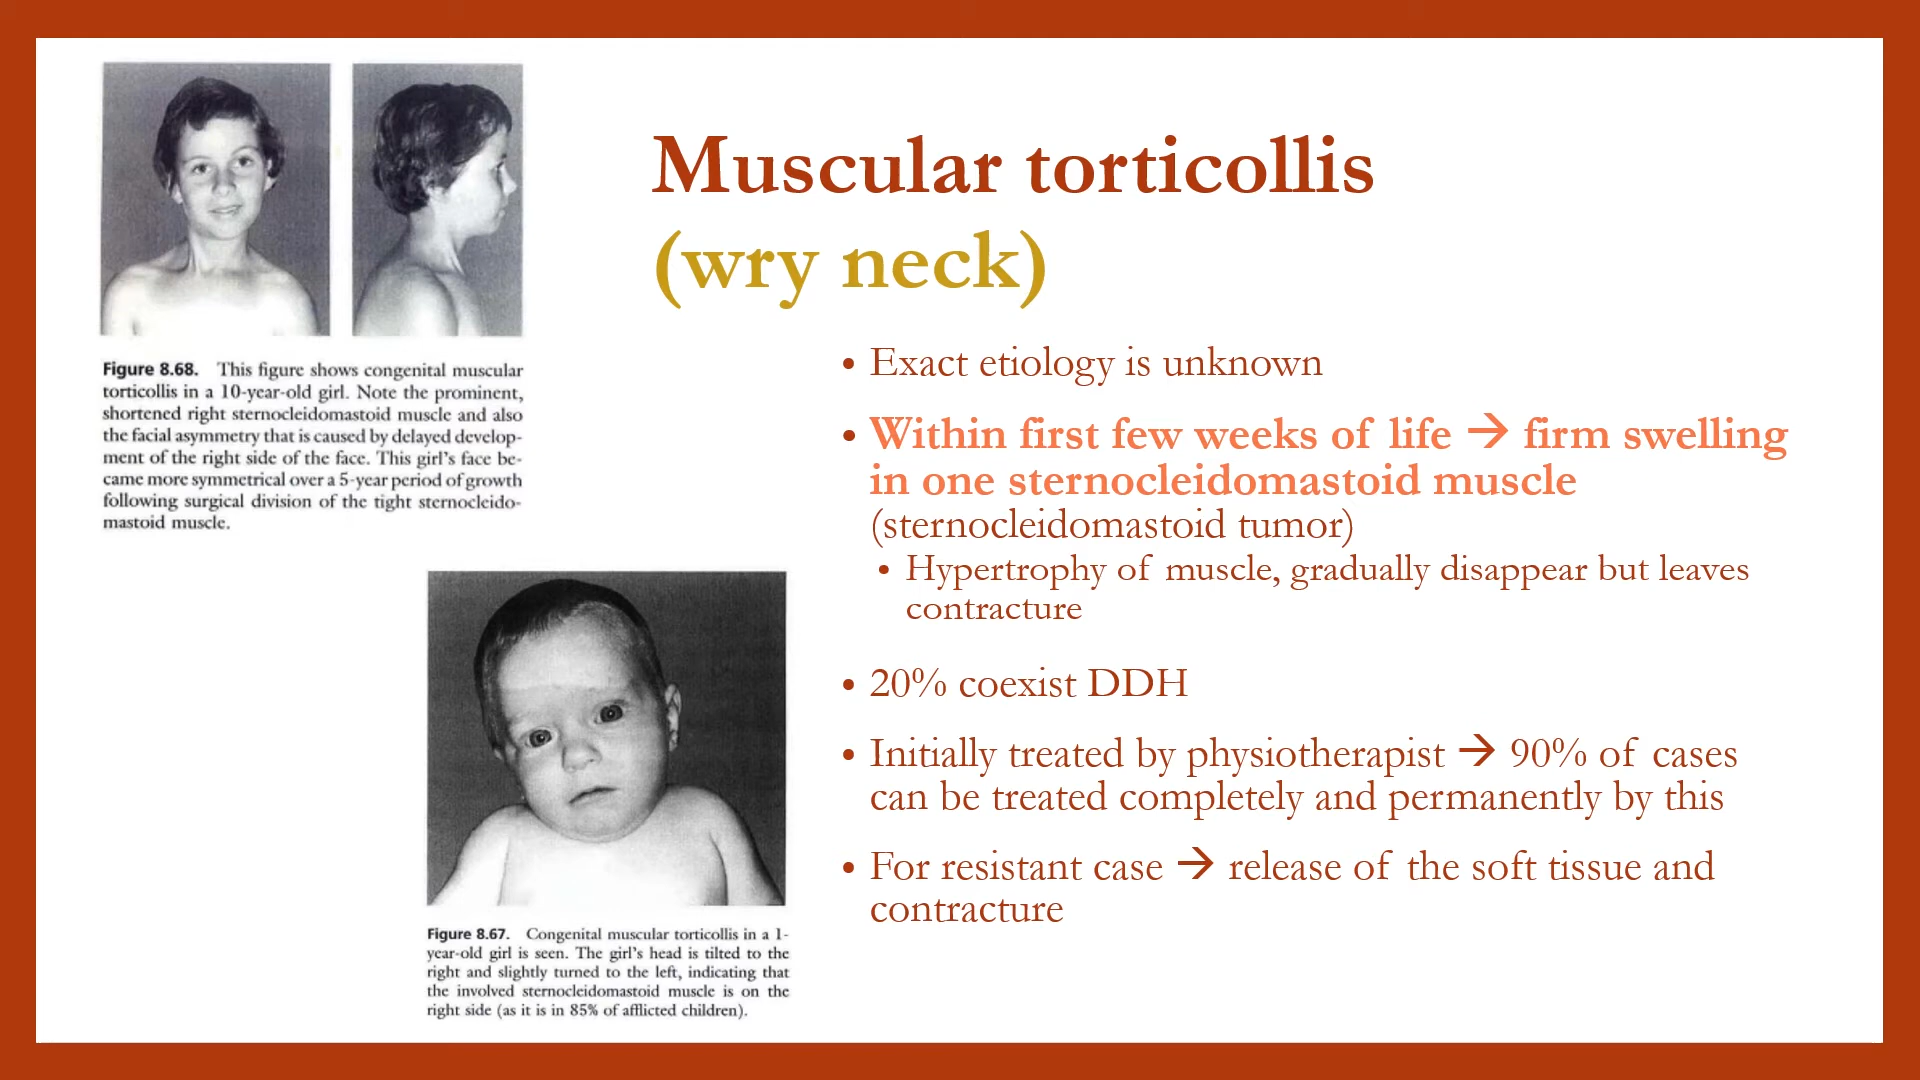 Muscular torticollis
(wry neck)
• Exact etiology is unknown
• Within first few weeks of life → firm swelling
in one sternocleidomastoid muscle
(sternocleidomastoid tumor)
• Hypertrophy of muscle, gradually disappear but leaves
contracture
• 20% coexist DDH
• Initially treated by physiotherapist → 90% of cases
can be treated completely and permanently by this
• For resistant case → release of the soft tissue and
contracture
Figure 8.68. This figure shows congenital muscular
torticollis in a 10-year-old girl. Note the prominent,
shortened right sternocleidomastoid muscle and also
the facial asymmetry that is caused by delayed develop-
ment of the right side of the face. This girl's face be-
came more symmetrical over a 5-year period of growth
following surgical division of the tight sternocleido-
mastoid muscle.
Figure 8.67. Congenital muscular torticollis in a 1-
year-old girl is seen. The girl's head is tilted to the
right and slightly turned to the left, indicating that
the involved sternocleidomastoid muscle is on the
right side (as it is in 85% of afflicted children).